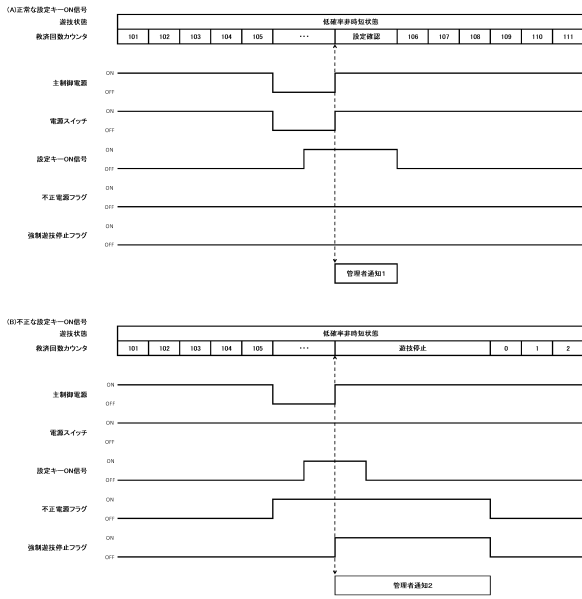 (A)正常な設定キーON信号
遊技状態 低確率非時短状態
救済回数カウンタ 101 102 103 104 105 ・・・ 設定確認 106 107 108 109 110 111
ON
主制御電源
OFF
ON
電源スイッチ
OFF
ON
設定キーON信号
OFF
ON
不正電源フラグ
OFF
ON
強制遊技停止フラグ
OFF
管理者通知1
(B)不正な設定キーON信号
遊技状態 低確率非時短状態
救済回数カウンタ 101 102 103 104 105 ・・・ 遊技停止 0 1 2
ON
主制御電源
OFF
ON
電源スイッチ
OFF
ON
設定キーON信号
OFF
ON
不正電源フラグ
OFF
ON
強制遊技停止フラグ
OFF
管理者通知2